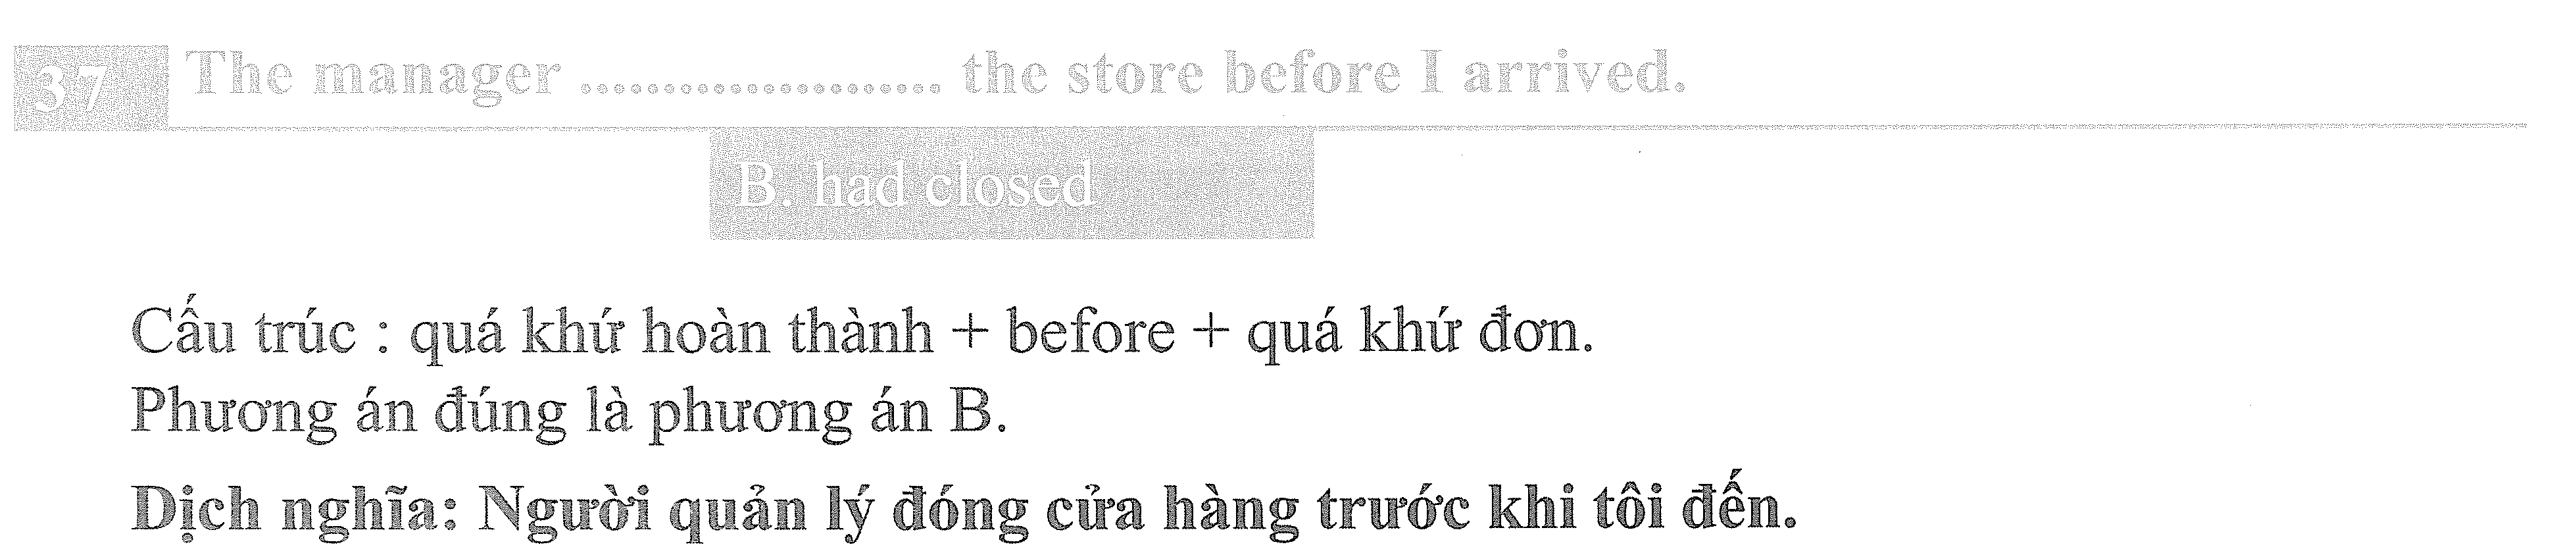 37 The manager ...................... the store before I arrived.
B. had closed
Cấu trúc : quá khứ hoàn thành + before + quá khứ đơn.
Phương án đúng là phương án B.
Dịch nghĩa: Người quản lý đóng cửa hàng trước khi tôi đến.